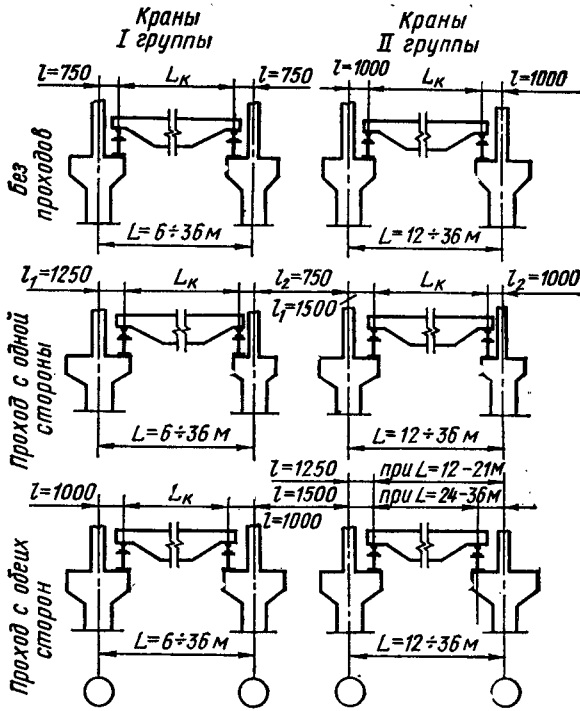 Краны
I группы
Краны
II группы
l=750
Lк
l=750
l=1000
Lк
l=1000
Без
проходов
L=6÷36 м
L=12÷36 м
l₁=1250
Lк
l₂=750
l₁=1500
Lк
l₂=1000
Проход с одной
стороны
L=6÷36 м
L=12÷36 м
l=1250
при L=12-21м
l=1000
Lк
l=1500
при L=24-36м
l=1000
Проход с обеих
сторон
L=6÷36 м
L=12÷36 м